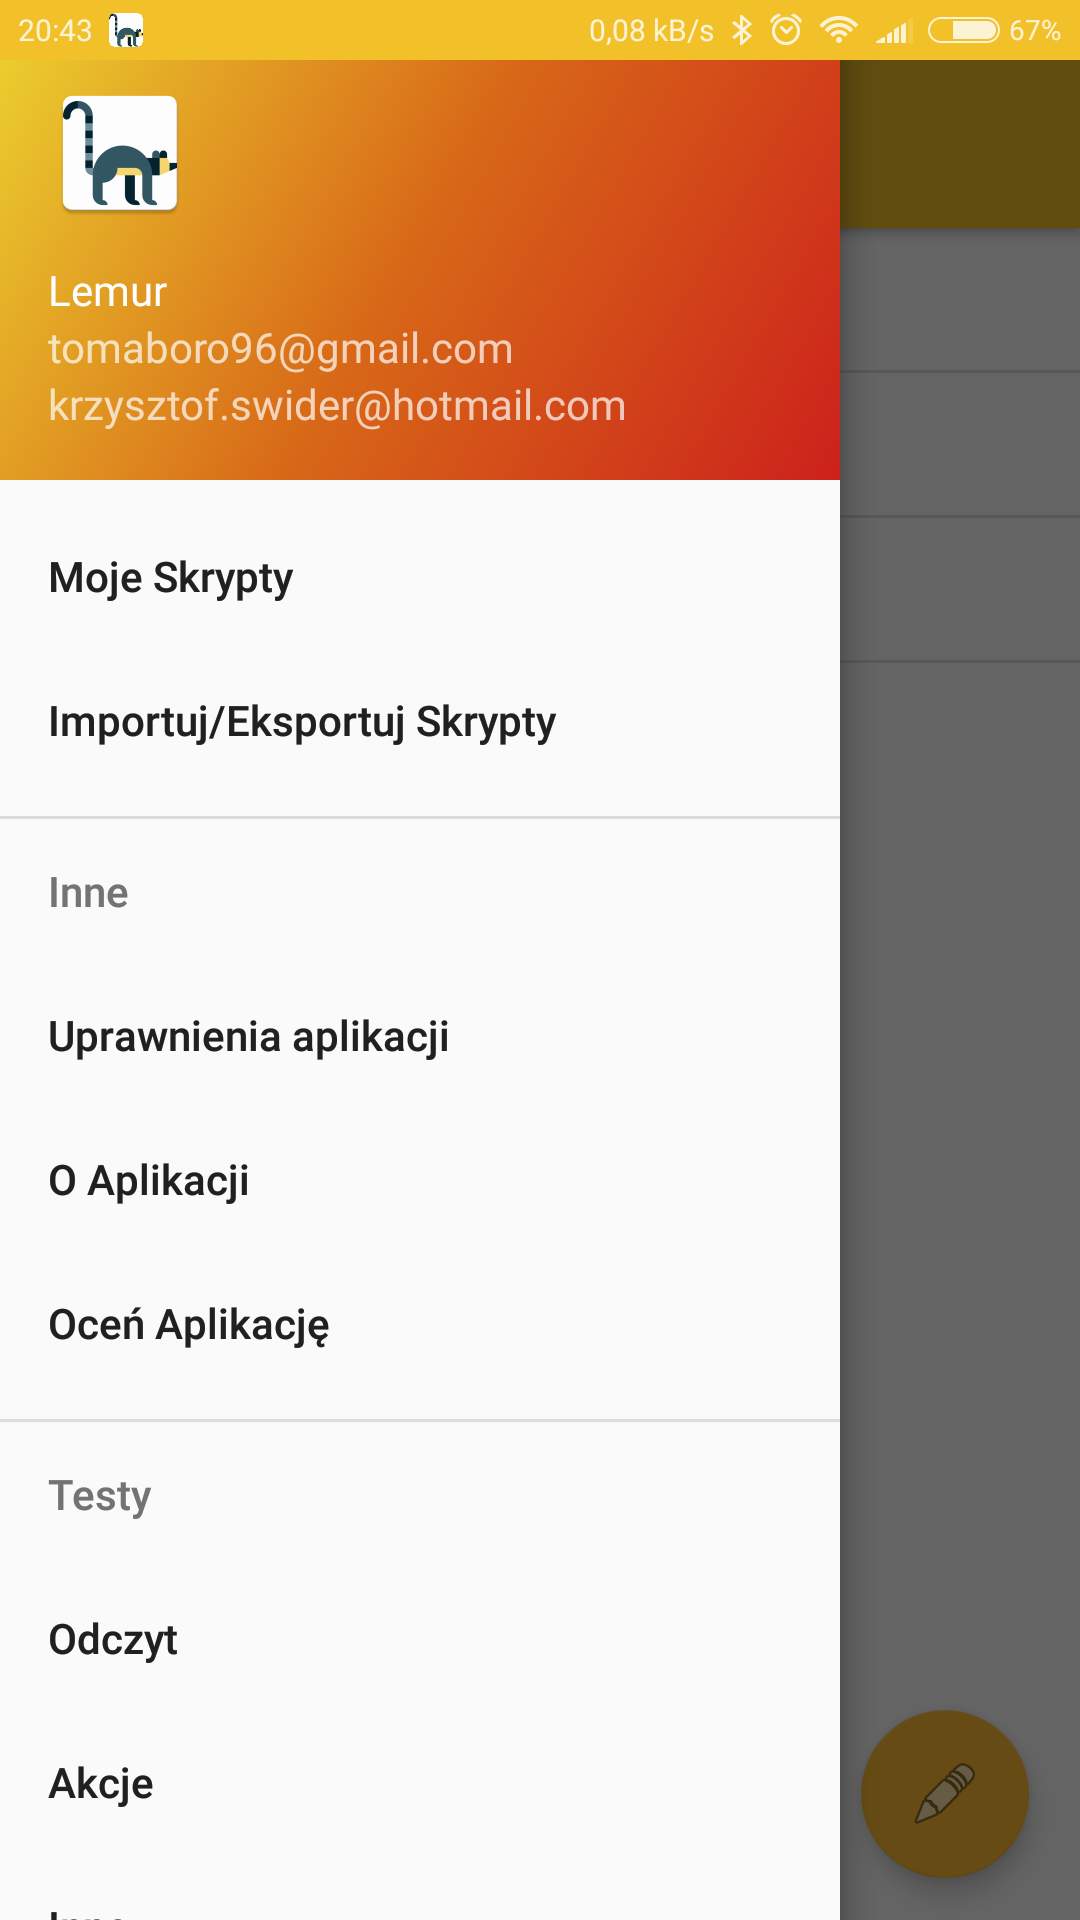 20:43 0,08 kB/s 67%
Lemur
tomaboro96@gmail.com
krzysztof.swider@hotmail.com
Moje Skrypty
Importuj/Eksportuj Skrypty
Inne
Uprawnienia aplikacji
O Aplikacji
Oceń Aplikację
Testy
Odczyt
Akcje